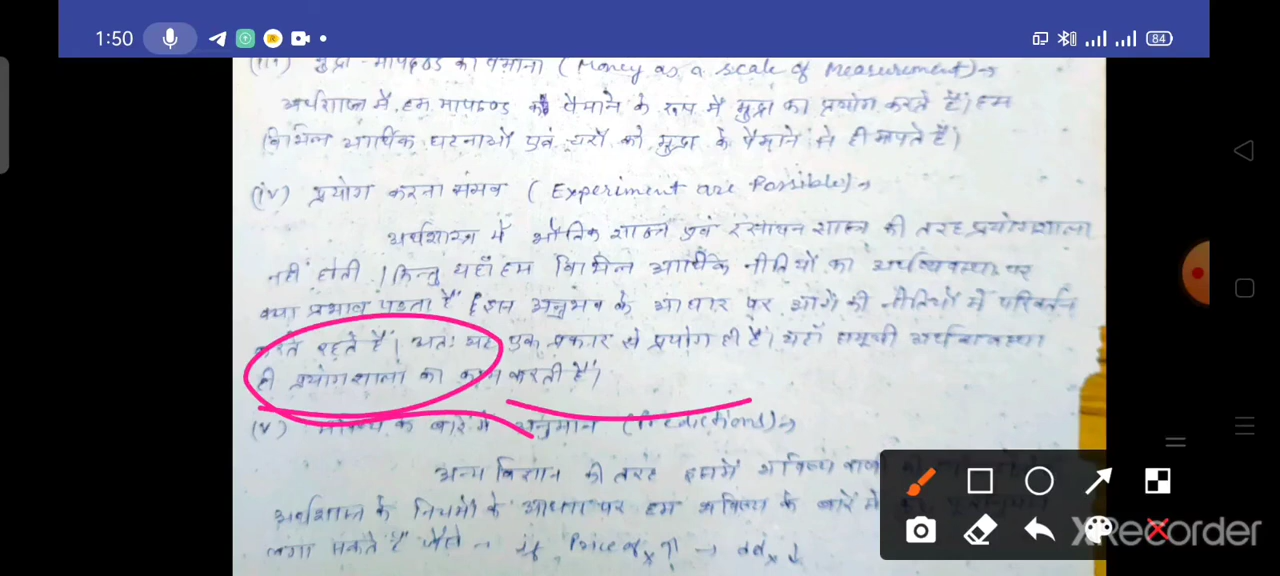 1:50
84
(iii) मुद्रा - मापदण्ड का पैमाना (Money as a scale of Measurement)→
अर्थशास्त्र में हम मापदण्ड के पैमाने के रूप में मुद्रा का प्रयोग करते हैं। हम
विभिन्न आर्थिक घटनाओं एवं चरों को मुद्रा के पैमाने से ही मापते हैं।
(iv) प्रयोग करना संभव (Experiment are Possible)→
अर्थशास्त्र में भौतिक शास्त्र एवं रसायन शास्त्र की तरह प्रयोगशाला
नहीं होती। किन्तु यहाँ हम विभिन्न आर्थिक नीतियों का अर्थव्यवस्था पर
क्या प्रभाव पड़ता है इस अनुभव के आधार पर आगे की नीतियों में परिवर्तन
करते रहते हैं। अतः यह एक प्रकार से प्रयोग ही है। यहाँ समूची अर्थव्यवस्था
ही प्रयोगशाला का काम करती है।
(v) भविष्य के बारे में अनुमान (Predictions)→
अन्य विज्ञान की तरह इसमें भविष्य वाणी
अर्थशास्त्र के नियमों के आधार पर हम भविष्य के बारे में
लगा सकते हैं जैसे - if Price of x ↑ → dd x ↓
XRecorder